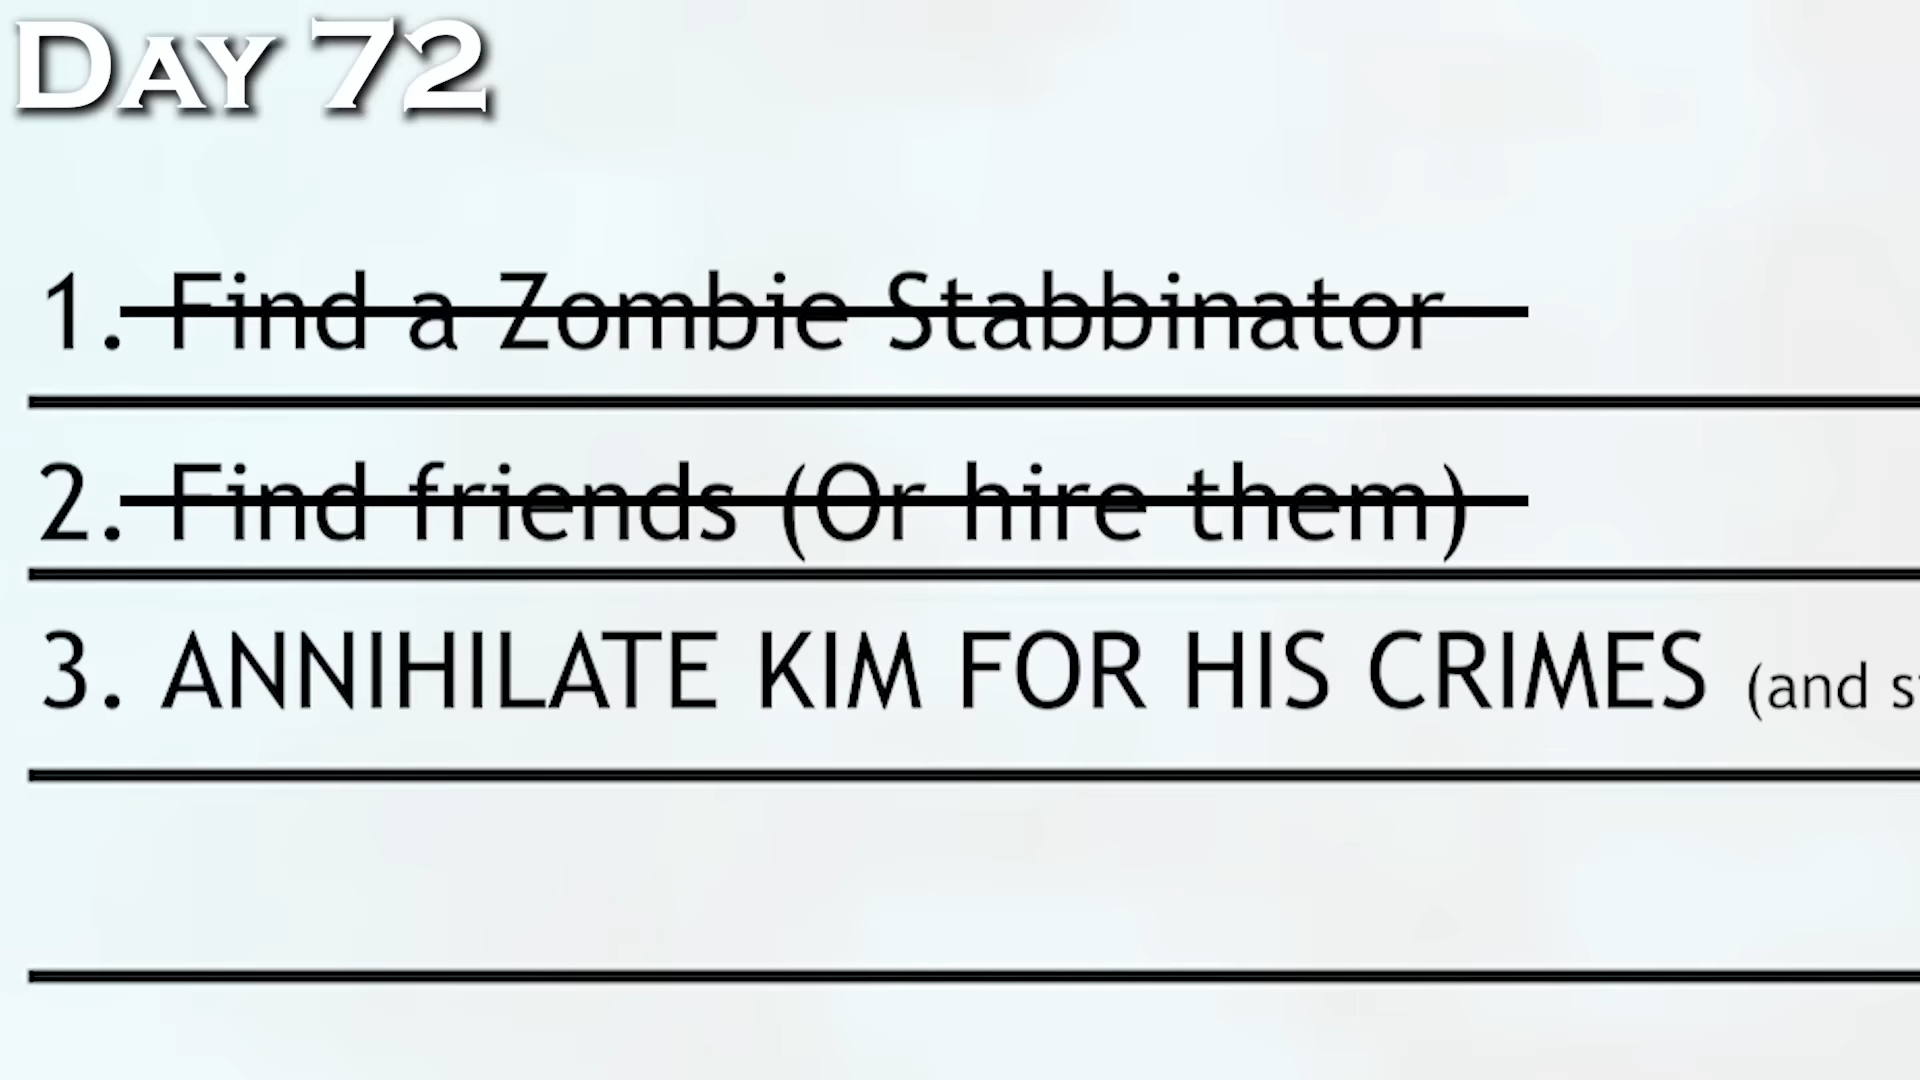 DAY 72
1. Find a Zombie Stabbinator
2. Find friends (Or hire them)
3. ANNIHILATE KIM FOR HIS CRIMES (and